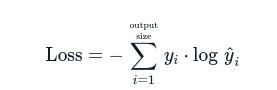 output
size
Loss = − ∑ yᵢ · log ŷᵢ
i=1